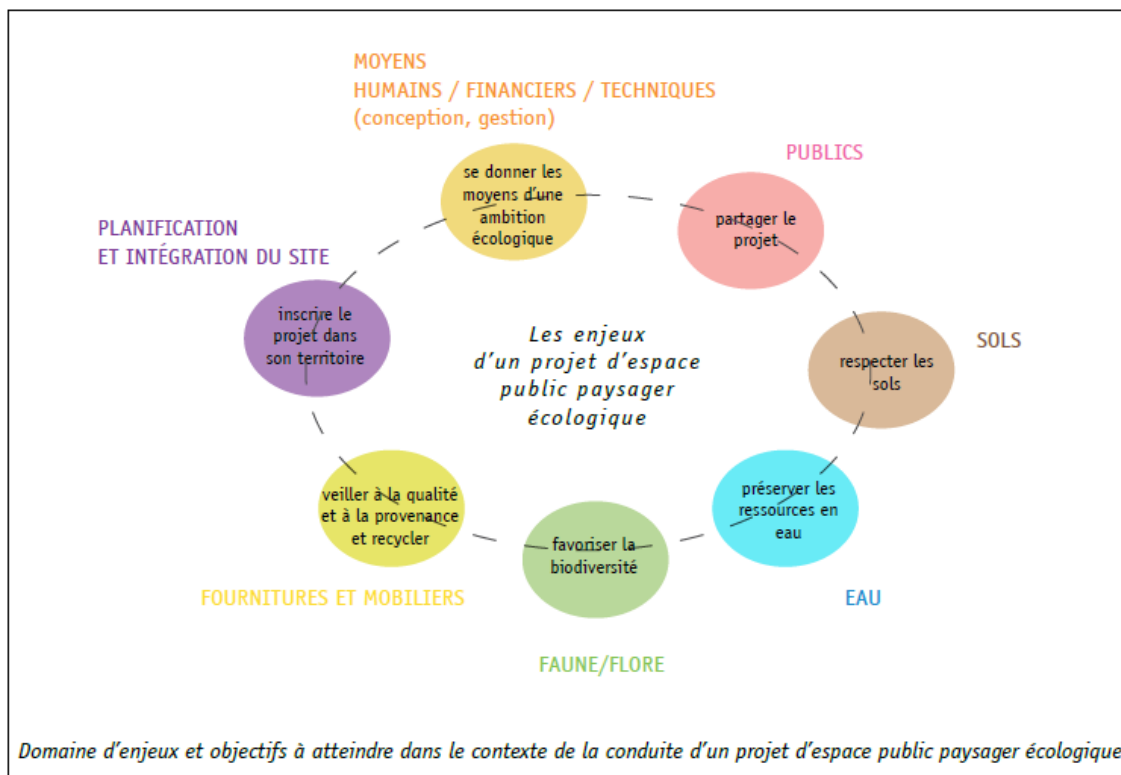 MOYENS
HUMAINS / FINANCIERS / TECHNIQUES
(conception, gestion)
se donner les
moyens d'une
ambition
écologique
PUBLICS
partager le
projet
SOLS
respecter les
sols
préserver les
ressources en
eau
EAU
favoriser la
biodiversité
FAUNE/FLORE
veiller à la qualité
et à la provenance
et recycler
FOURNITURES ET MOBILIERS
PLANIFICATION
ET INTÉGRATION DU SITE
inscrire le
projet dans
son territoire
Les enjeux
d'un projet d'espace
public paysager
écologique
Domaine d'enjeux et objectifs à atteindre dans le contexte de la conduite d'un projet d'espace public paysager écologique